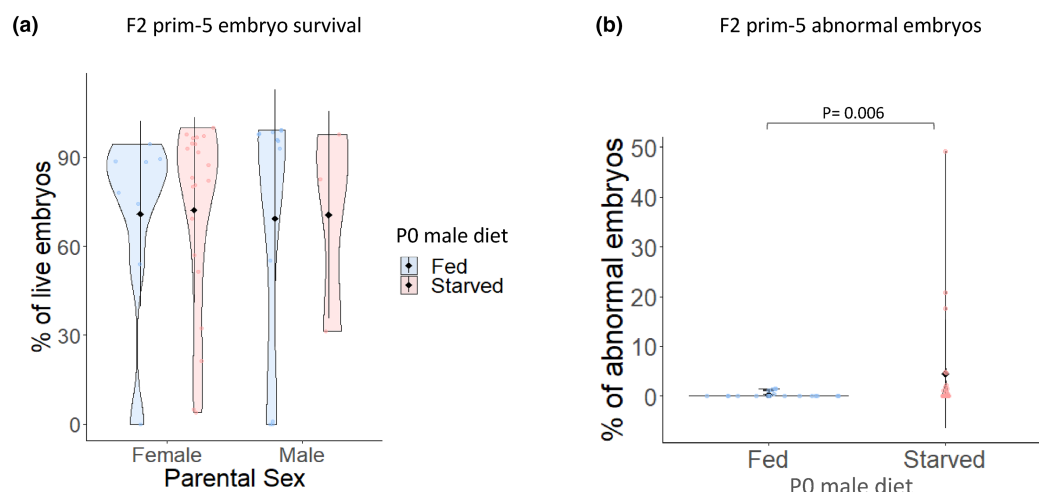 (a)
F2 prim-5 embryo survival
% of live embryos
90
60
30
0
Female
Male
Parental Sex
P0 male diet
Fed
Starved
(b)
F2 prim-5 abnormal embryos
P= 0.006
% of abnormal embryos
50
40
30
20
10
0
Fed
Starved
P0 male diet